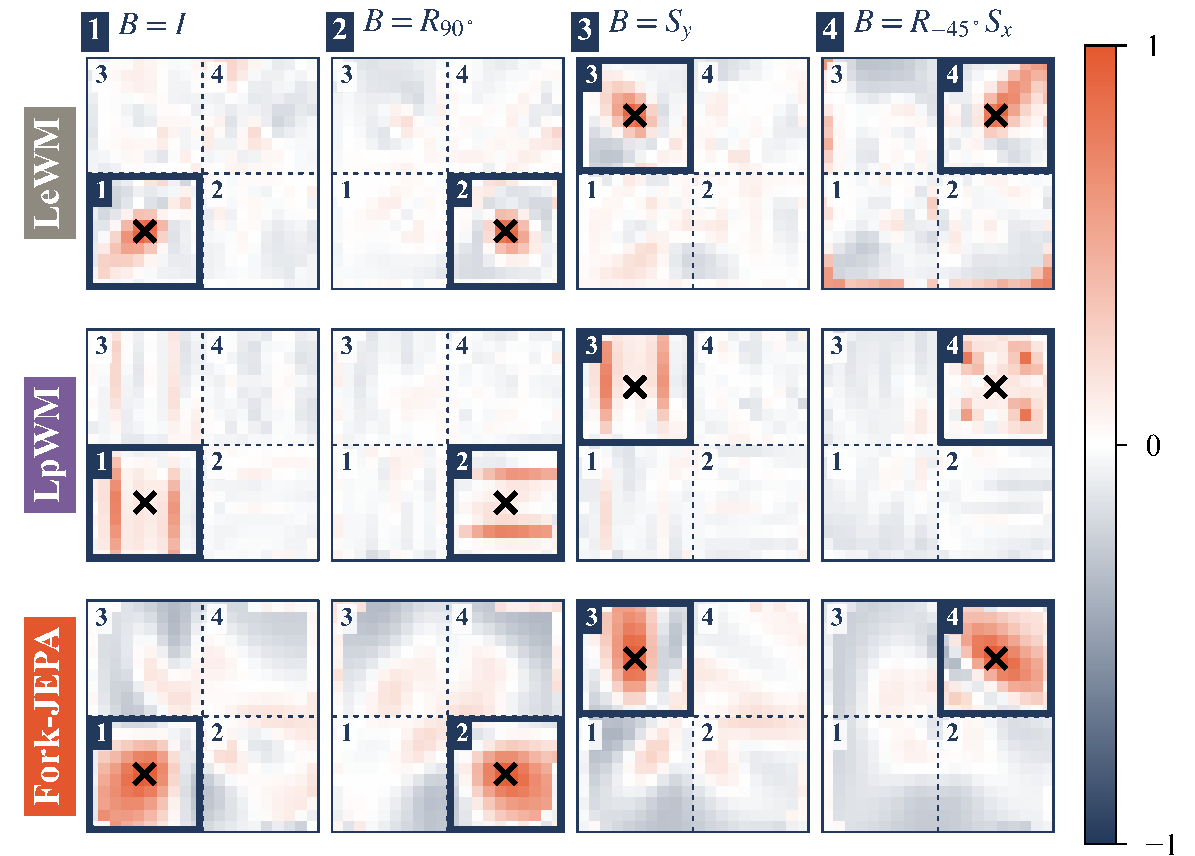 1 B = I
2 B = R₉₀°
3 B = S_y
4 B = R₋₄₅° S_x
1
0
−1
LeWM
3 4 3 4 3 4 3 4
1 2 1 2 1 2 1 2
LpWM
3 4 3 4 3 4 3 4
1 2 1 2 1 2 1 2
Fork-JEPA
3 4 3 4 3 4 3 4
1 2 1 2 1 2 1 2